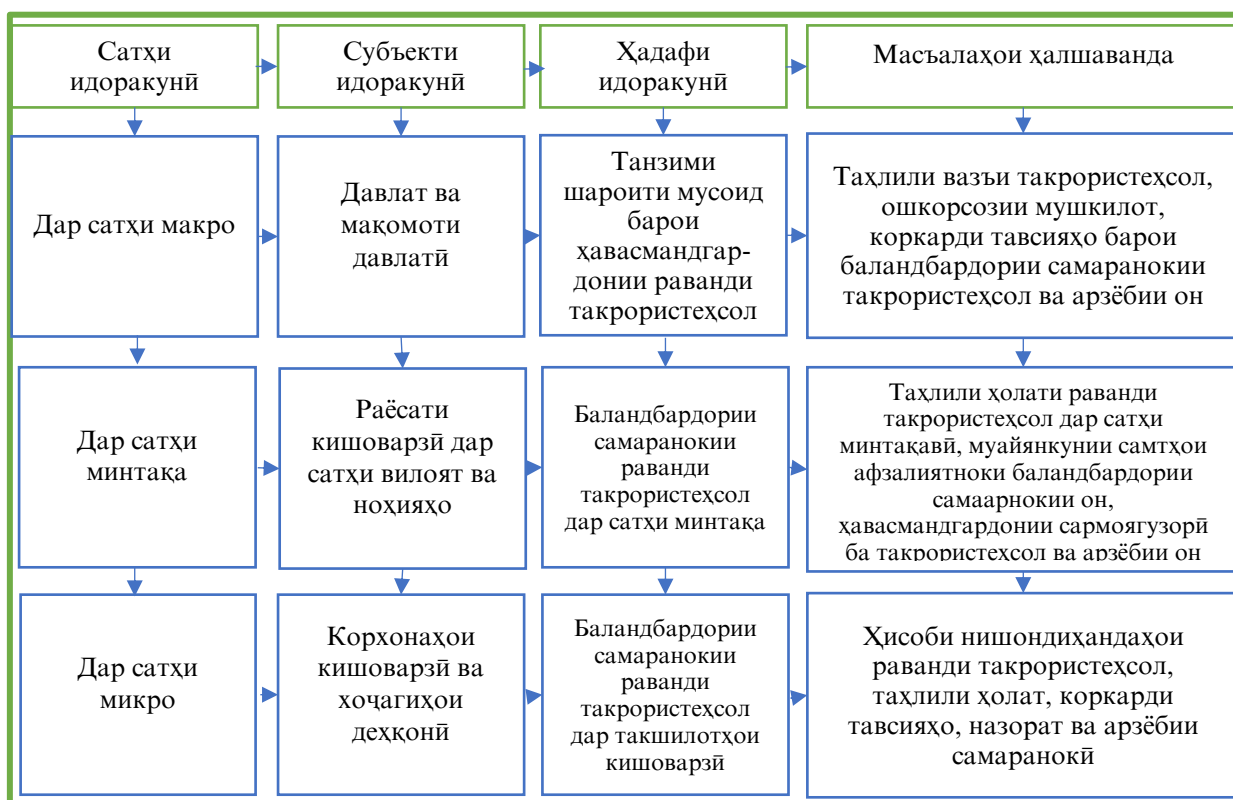 Сатҳи
идоракунӣ
Субъекти
идоракунӣ
Ҳадафи
идоракунӣ
Масъалаҳои ҳалшаванда
Дар сатҳи макро
Давлат ва
мақомоти
давлатӣ
Танзими
шароити мусоид
барои
ҳавасмандгар-
донии раванди
такрористеҳсол
Таҳлили вазъи такрористеҳсол,
ошкорсозии мушкилот,
коркарди тавсияҳо барои
баландбардории самаранокии
такрористеҳсол ва арзёбии он
Дар сатҳи
минтақа
Раёсати
кишоварзӣ дар
сатҳи вилоят ва
ноҳияҳо
Баландбардории
самаранокии
раванди
такрористеҳсол
дар сатҳи минтақа
Таҳлили ҳолати раванди
такрористеҳсол дар сатҳи
минтақавӣ, муайянкунии самтҳои
афзалиятноки баландбардории
самаарнокии он,
ҳавасмандгардонии сармоягузорӣ
ба такрористеҳсол ва арзёбии он
Дар сатҳи
микро
Корхонаҳои
кишоварзӣ ва
хоҷагиҳои
деҳқонӣ
Баландбардории
самаранокии
раванди
такрористеҳсол
дар такшилотҳои
кишоварзӣ
Ҳисоби нишондиҳандаҳои
раванди такрористеҳсол,
таҳлили ҳолат, коркарди
тавсияҳо, назорат ва арзёбии
самаранокӣ